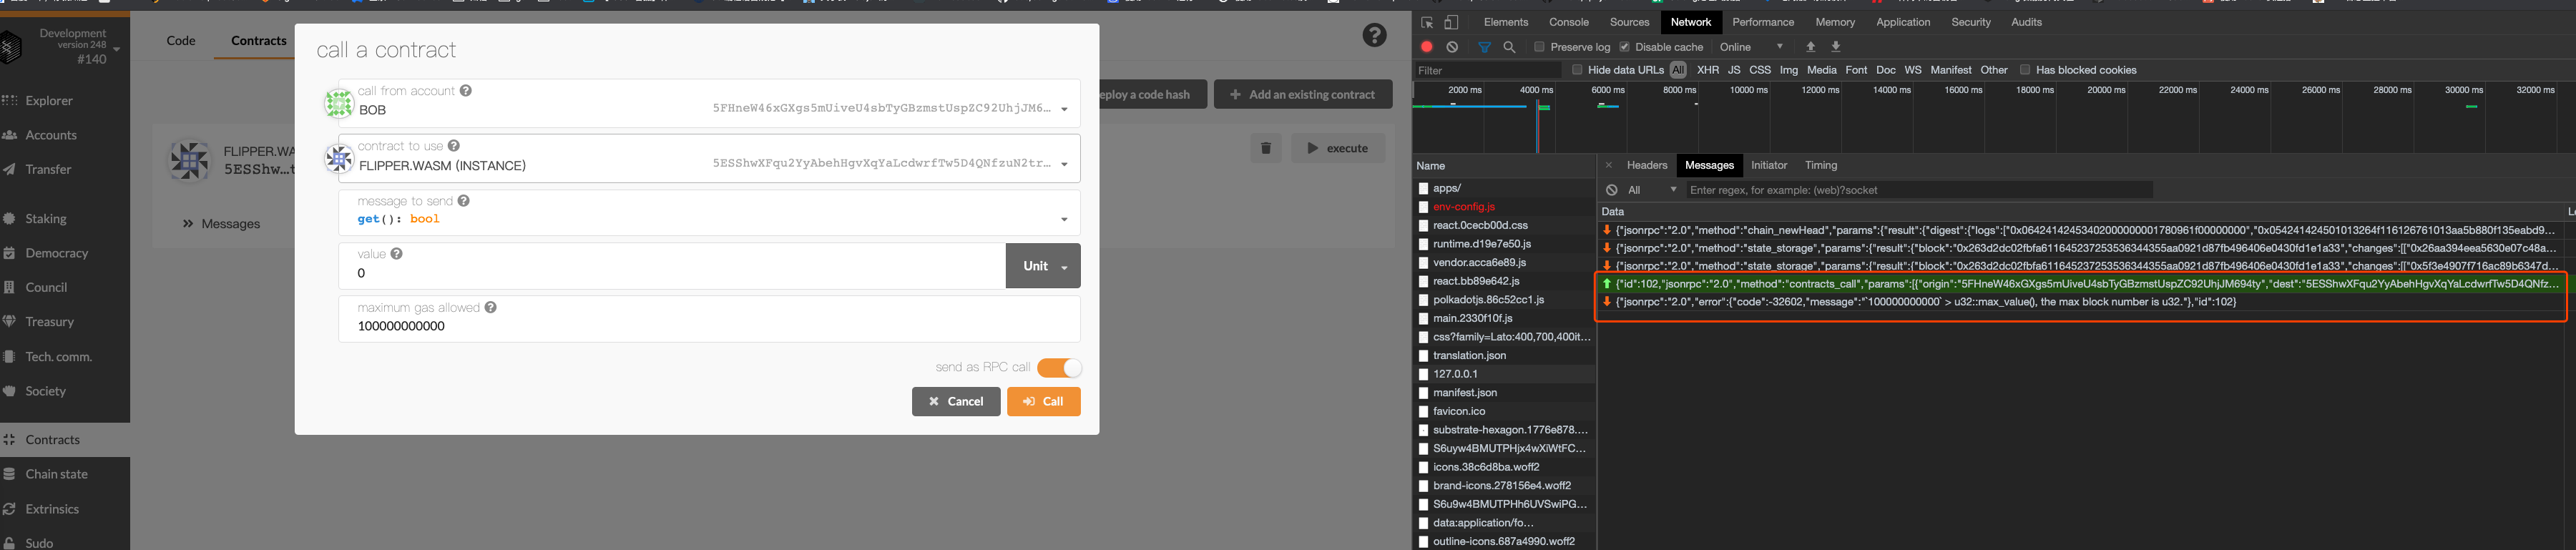 Development
version 248
#140
Explorer
Accounts
Transfer
Staking
Democracy
Council
Treasury
Tech. comm.
Society
Contracts
Chain state
Extrinsics
Sudo
Code
Contracts
FLIPPER.WA
5ESShw...t
Messages
eploy a code hash
Add an existing contract
execute
call a contract
call from account
BOB
5FHneW46xGXgs5mUiveU4sbTyGBzmstUspZC92UhjJM6…
contract to use
FLIPPER.WASM (INSTANCE)
5ESShwXFqu2YyAbehHgvXqYaLcdwrfTw5D4QNfzuN2tr…
message to send
get(): bool
value
0
Unit
maximum gas allowed
100000000000
send as RPC call
Cancel
Call
Elements Console Sources Network Performance Memory Application Security Audits
Preserve log Disable cache Online
Filter Hide data URLs All XHR JS CSS Img Media Font Doc WS Manifest Other Has blocked cookies
2000 ms 4000 ms 6000 ms 8000 ms 10000 ms 12000 ms 14000 ms 16000 ms 18000 ms 20000 ms 22000 ms 24000 ms 26000 ms 28000 ms 30000 ms 32000 ms
Name
apps/
env-config.js
react.0cecb00d.css
runtime.d19e7e50.js
vendor.acca6e89.js
react.bb89e642.js
polkadotjs.86c52cc1.js
main.2330f10f.js
css?family=Lato:400,700,400it…
translation.json
127.0.0.1
manifest.json
favicon.ico
substrate-hexagon.1776e878.…
S6uyw4BMUTPHjx4wXiWtFC…
icons.38c6d8ba.woff2
brand-icons.278156e4.woff2
S6u9w4BMUTPHh6UVSwiPG…
data:application/fo…
outline-icons.687a4990.woff2
Headers Messages Initiator Timing
All Enter regex, for example: (web)?socket
Data
{"jsonrpc":"2.0","method":"chain_newHead","params":{"result":{"digest":{"logs":["0x06424142453402000000001780961f00000000","0x054241424501013264f116126761013aa5b880f135eabd9…
{"jsonrpc":"2.0","method":"state_storage","params":{"result":{"block":"0x263d2dc02fbfa611645237253536344355aa0921d87fb496406e0430fd1e1a33","changes":[["0x26aa394eea5630e07c48a…
{"jsonrpc":"2.0","method":"state_storage","params":{"result":{"block":"0x263d2dc02fbfa611645237253536344355aa0921d87fb496406e0430fd1e1a33","changes":[["0x5f3e4907f716ac89b6347d…
{"id":102,"jsonrpc":"2.0","method":"contracts_call","params":[{"origin":"5FHneW46xGXgs5mUiveU4sbTyGBzmstUspZC92UhjJM694ty","dest":"5ESShwXFqu2YyAbehHgvXqYaLcdwrfTw5D4QNfz…
{"jsonrpc":"2.0","error":{"code":-32602,"message":"`100000000000` > u32::max_value(), the max block number is u32."},"id":102}